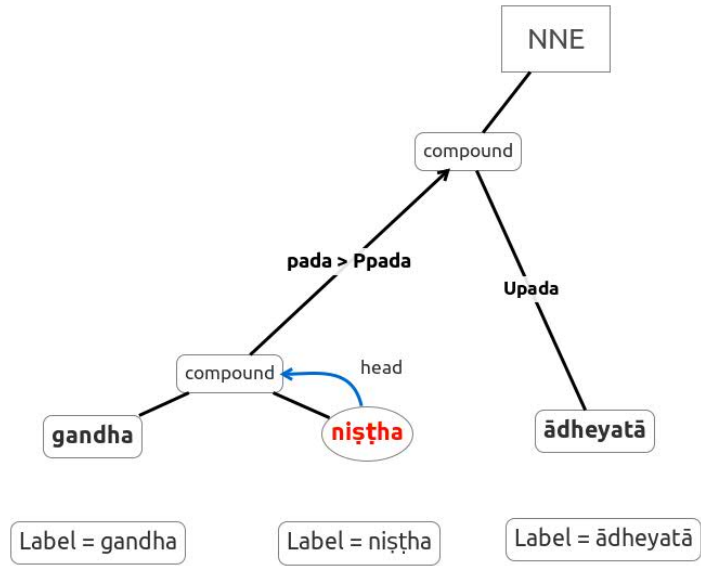 NNE
compound
pada > Ppada
Upada
compound
head
gandha
niṣṭha
ādheyatā
Label = gandha
Label = niṣṭha
Label = ādheyatā